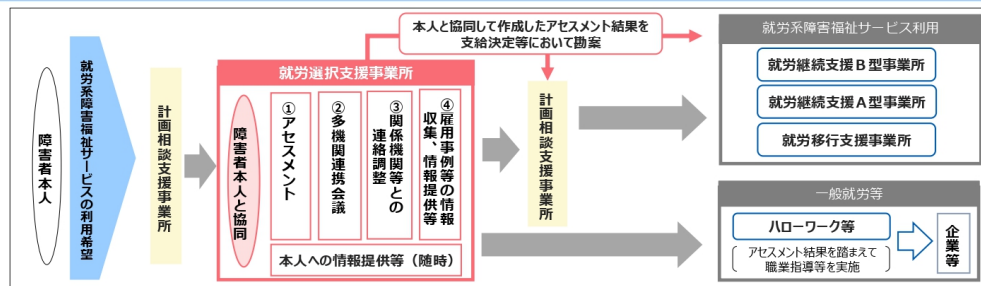 障害者本人
就労系障害福祉サービスの利用希望
計画相談支援事業所
就労選択支援事業所
障害者本人と協同
①アセスメント
②多機関連携会議
③関係機関等との
連絡調整
④雇用事例等の情報
収集、情報提供等
本人への情報提供等（随時）
本人と協同して作成したアセスメント結果を
支給決定等において勘案
計画相談支援事業所
就労系障害福祉サービス利用
就労継続支援Ｂ型事業所
就労継続支援Ａ型事業所
就労移行支援事業所
一般就労等
ハローワーク等
アセスメント結果を踏まえて
職業指導等を実施
企業等